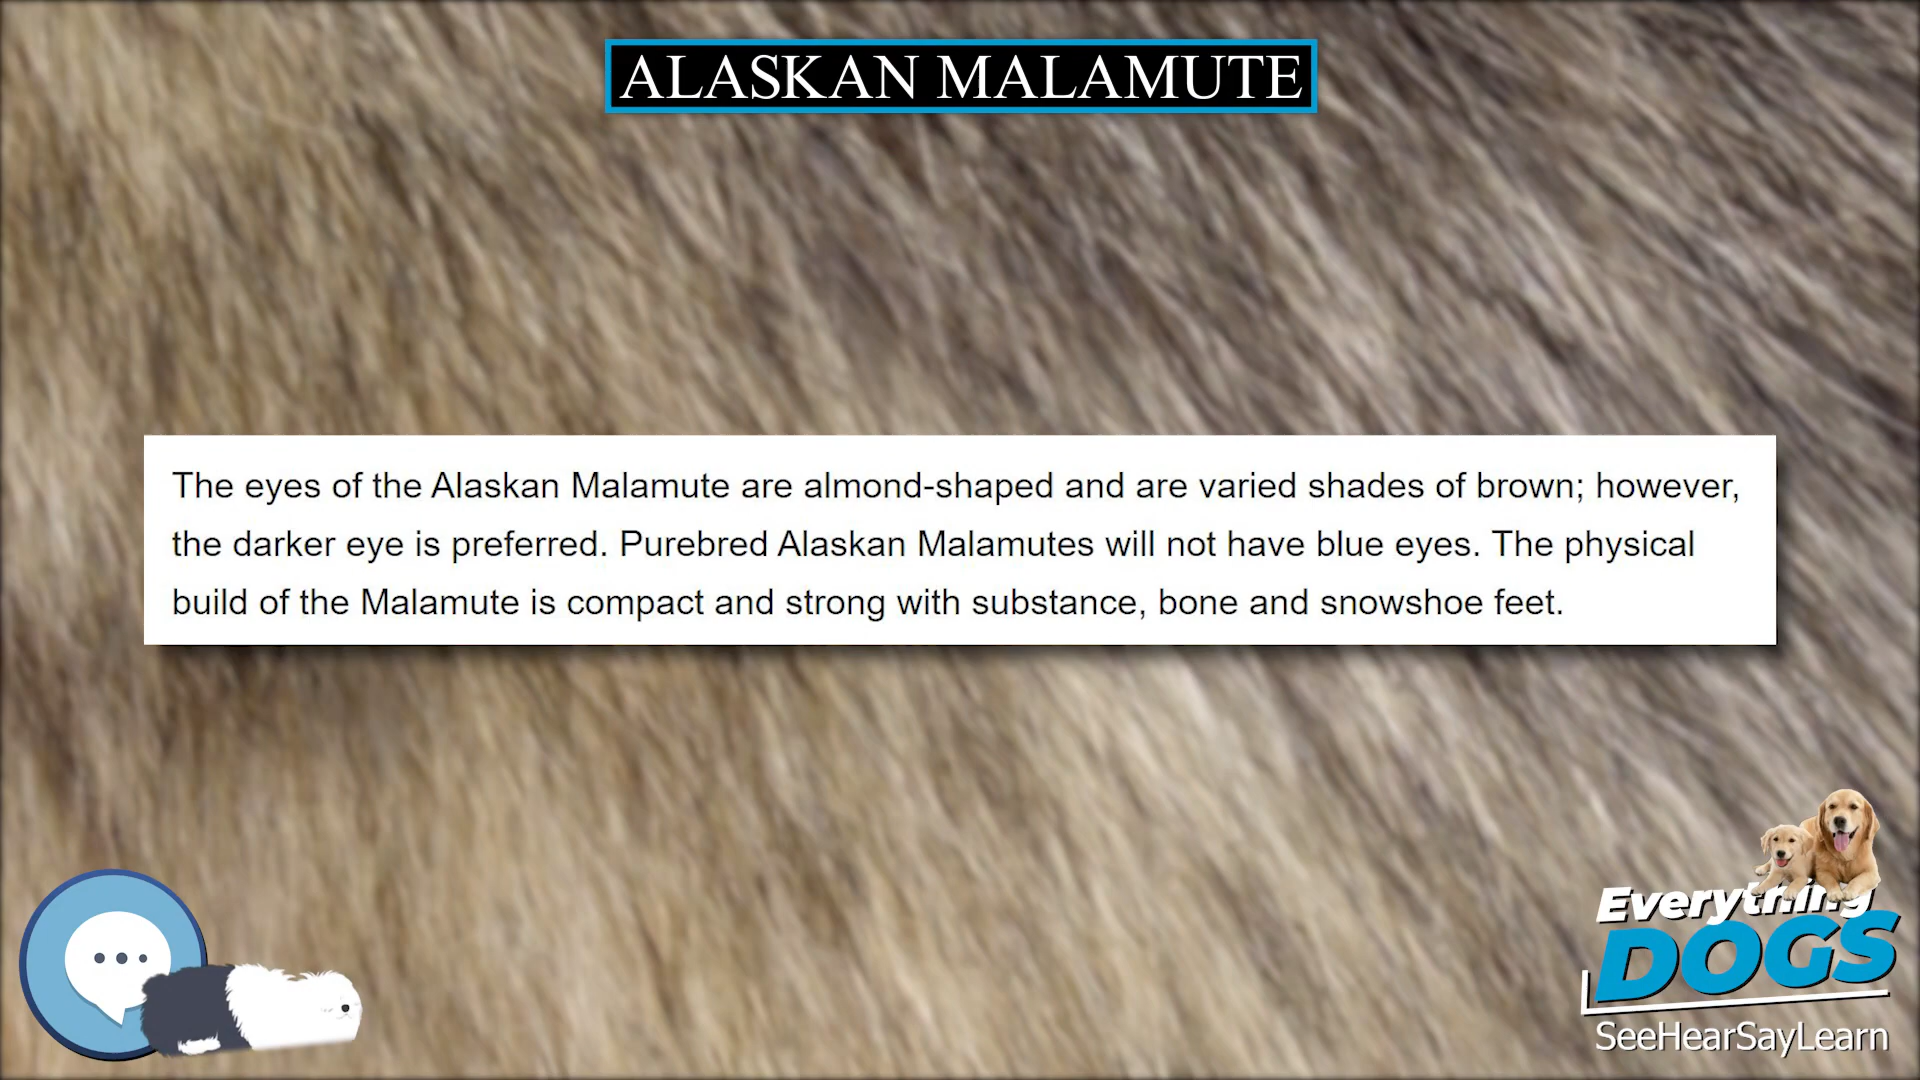 ALASKAN MALAMUTE
The eyes of the Alaskan Malamute are almond-shaped and are varied shades of brown; however,
the darker eye is preferred. Purebred Alaskan Malamutes will not have blue eyes. The physical
build of the Malamute is compact and strong with substance, bone and snowshoe feet.
Everything
DOGS
SeeHearSayLearn